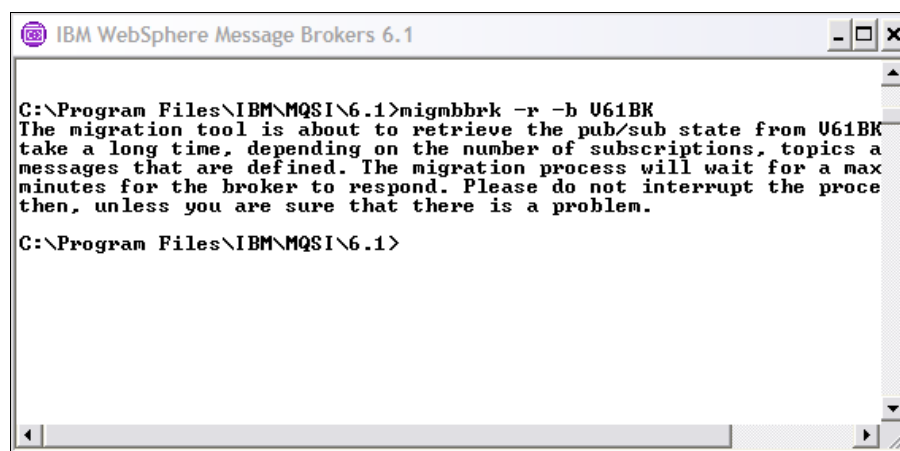 IBM WebSphere Message Brokers 6.1
C:\Program Files\IBM\MQSI\6.1>migmbbrk -r -b V61BK
The migration tool is about to retrieve the pub/sub state from V61BK
take a long time, depending on the number of subscriptions, topics a
messages that are defined. The migration process will wait for a max
minutes for the broker to respond. Please do not interrupt the proce
then, unless you are sure that there is a problem.
C:\Program Files\IBM\MQSI\6.1>